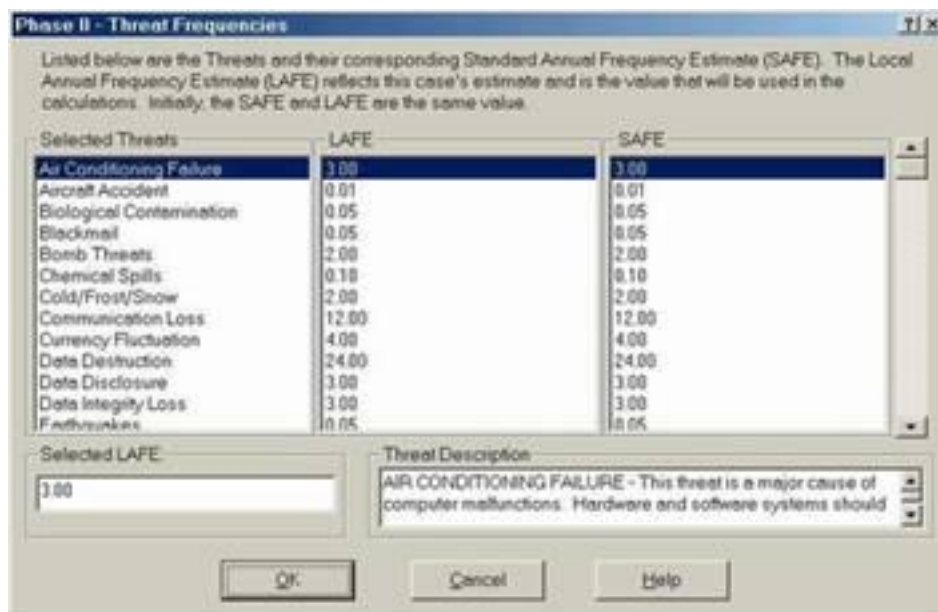 Phase II - Threat Frequencies
Listed below are the Threats and their corresponding Standard Annual Frequency Estimate (SAFE). The Local
Annual Frequency Estimate (LAFE) reflects this case's estimate and is the value that will be used in the
calculations. Initially, the SAFE and LAFE are the same value.
Selected Threats LAFE SAFE
Air Conditioning Failure 3.00 3.00
Aircraft Accident 0.01 0.01
Biological Contamination 0.05 0.05
Blackmail 0.05 0.05
Bomb Threats 2.00 2.00
Chemical Spills 0.10 0.10
Cold/Frost/Snow 2.00 2.00
Communication Loss 12.00 12.00
Currency Fluctuation 4.00 4.00
Data Destruction 24.00 24.00
Data Disclosure 3.00 3.00
Data Integrity Loss 3.00 3.00
Earthquakes 0.05 0.05
Selected LAFE
3.00
Threat Description
AIR CONDITIONING FAILURE - This threat is a major cause of
computer malfunctions. Hardware and software systems should
OK Cancel Help